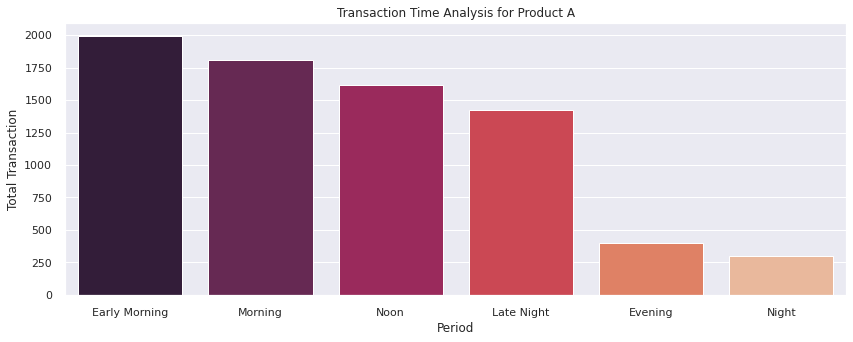 Transaction Time Analysis for Product A
Total Transaction
2000
1750
1500
1250
1000
750
500
250
0
Early Morning
Morning
Noon
Late Night
Evening
Night
Period